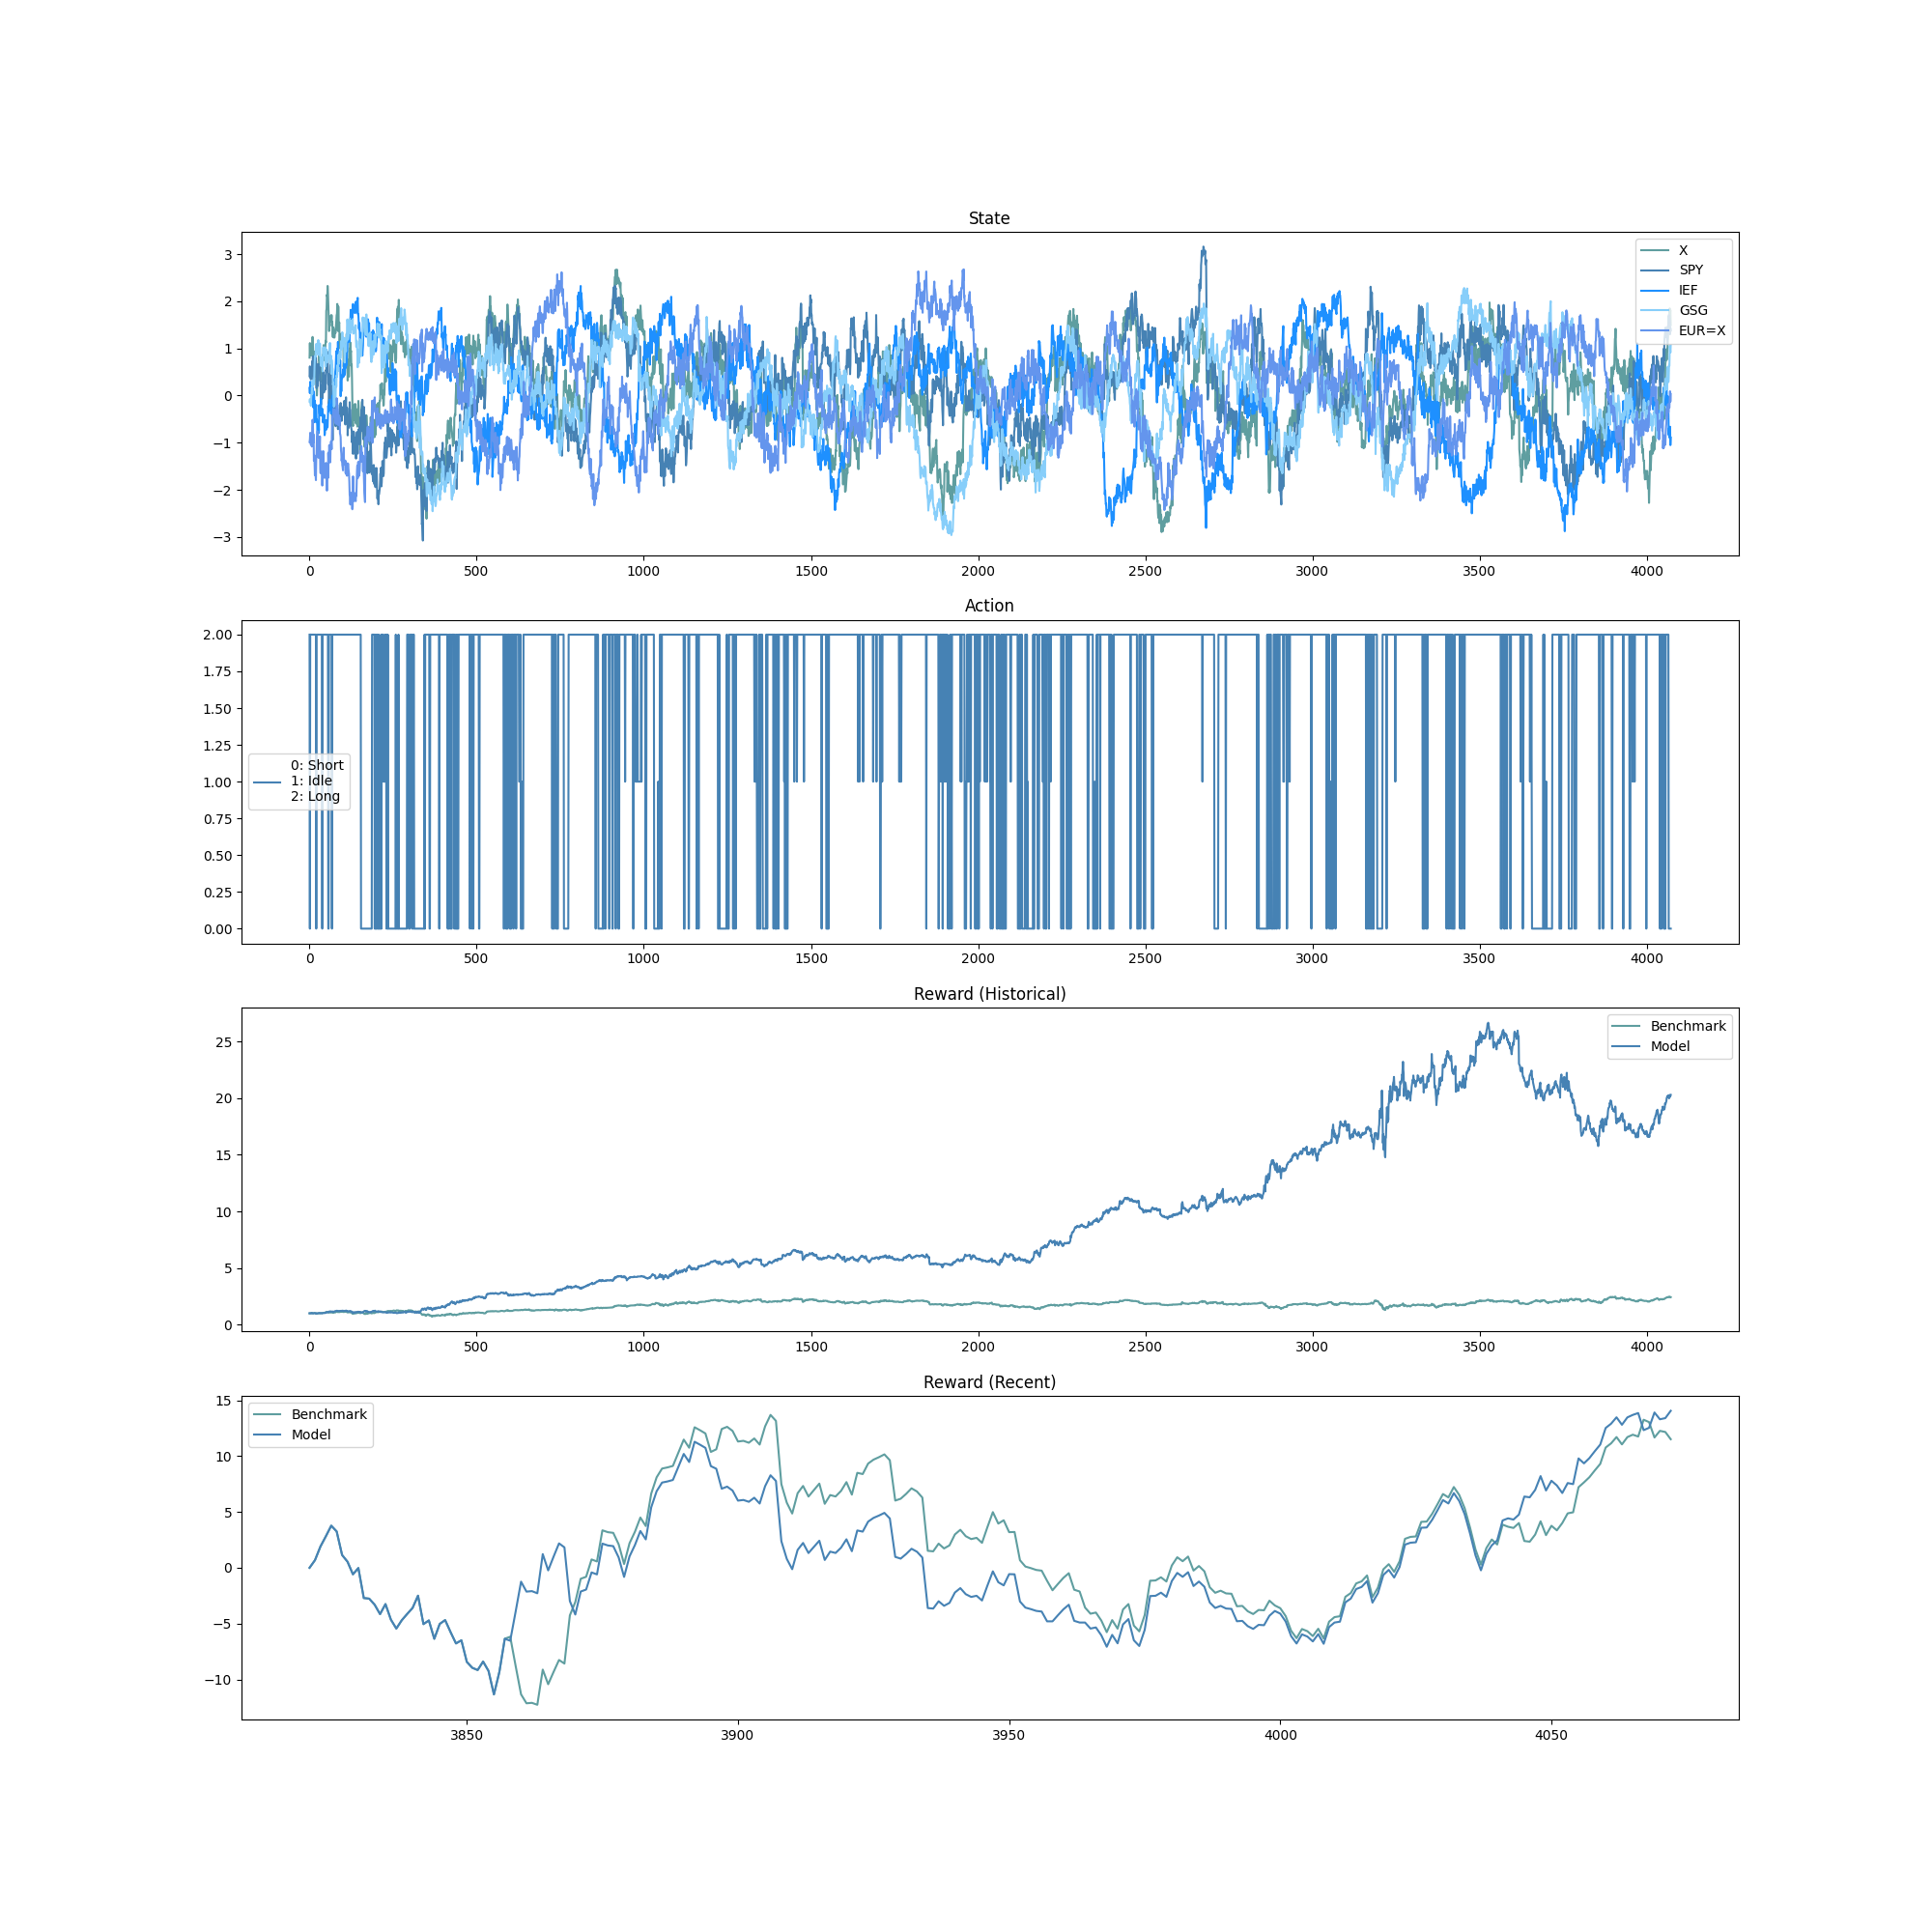 State
3
2
1
0
−1
−2
−3
X
SPY
IEF
GSG
EUR=X
0 500 1000 1500 2000 2500 3000 3500 4000
Action
2.00
1.75
1.50
1.25
1.00
0.75
0.50
0.25
0.00
0: Short
1: Idle
2: Long
0 500 1000 1500 2000 2500 3000 3500 4000
Reward (Historical)
25
20
15
10
5
0
Benchmark
Model
0 500 1000 1500 2000 2500 3000 3500 4000
Reward (Recent)
15
10
5
0
−5
−10
Benchmark
Model
3850 3900 3950 4000 4050